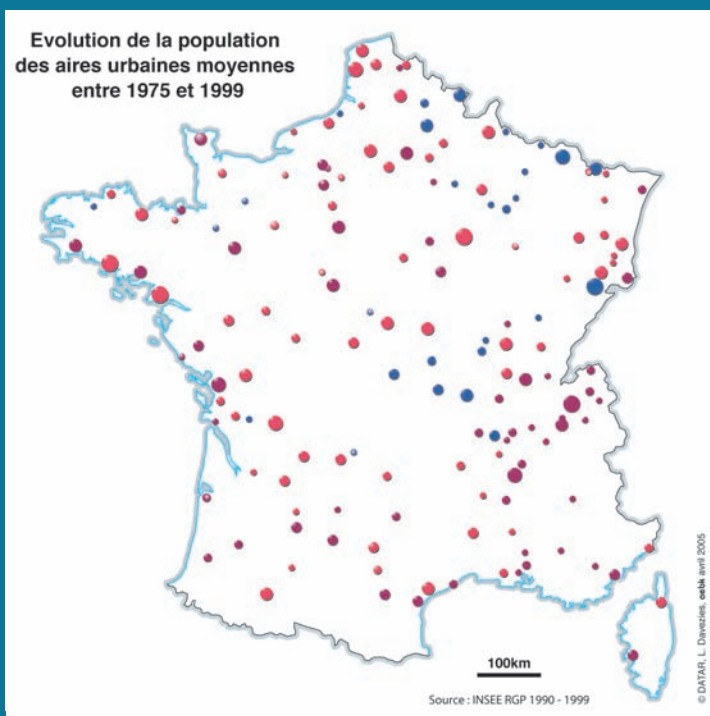 Evolution de la population
des aires urbaines moyennes
entre 1975 et 1999
100km
Source : INSEE RGP 1990 - 1999
© DATAR, L. Davezies, oebk avril 2005